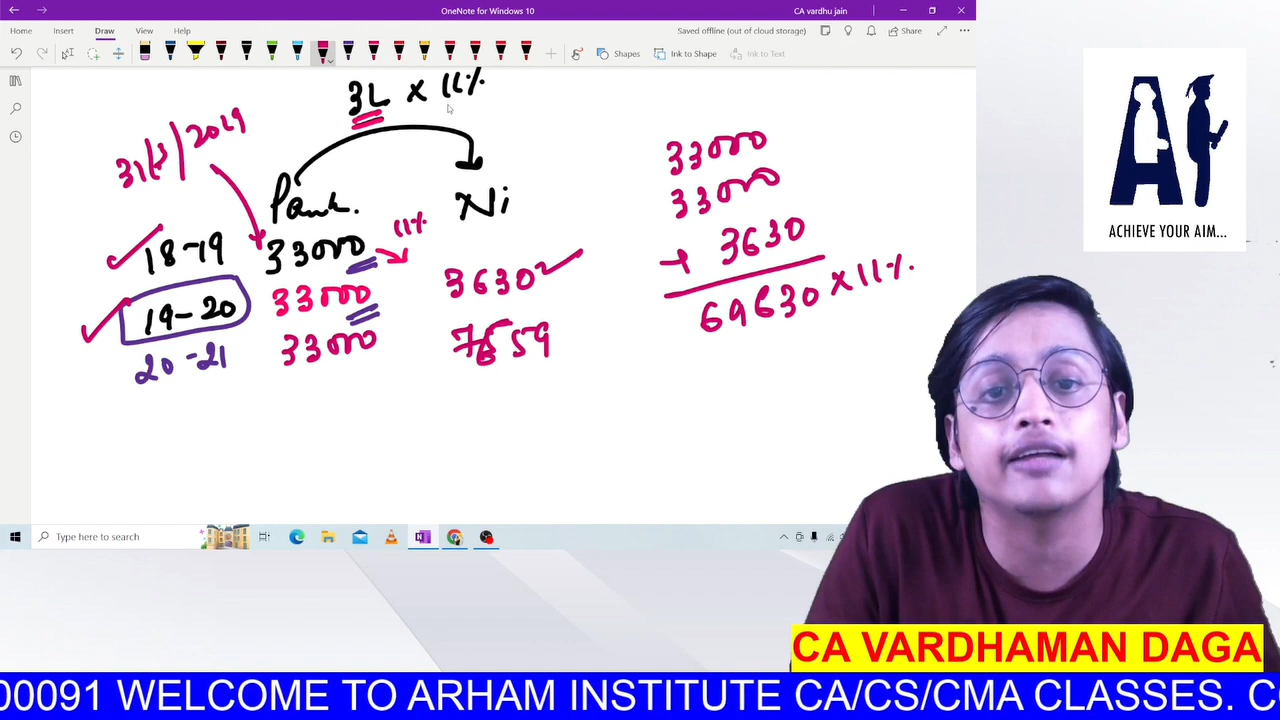 OneNote for Windows 10
CA vardhu jain
Home Insert Draw View Help
Saved offline (out of cloud storage)
Share
Shapes
Ink to Shape
Ink to Text
3L x 11%
31/3/2019
Pank.
Ni
11%
18-19 33000 3630
19-20 33000 7659
20-21 33000
33000
33000
+ 3630
69630 x 11%
AI
ACHIEVE YOUR AIM...
Type here to search
CA VARDHAMAN DAGA
00091 WELCOME TO ARHAM INSTITUTE CA/CS/CMA CLASSES. C